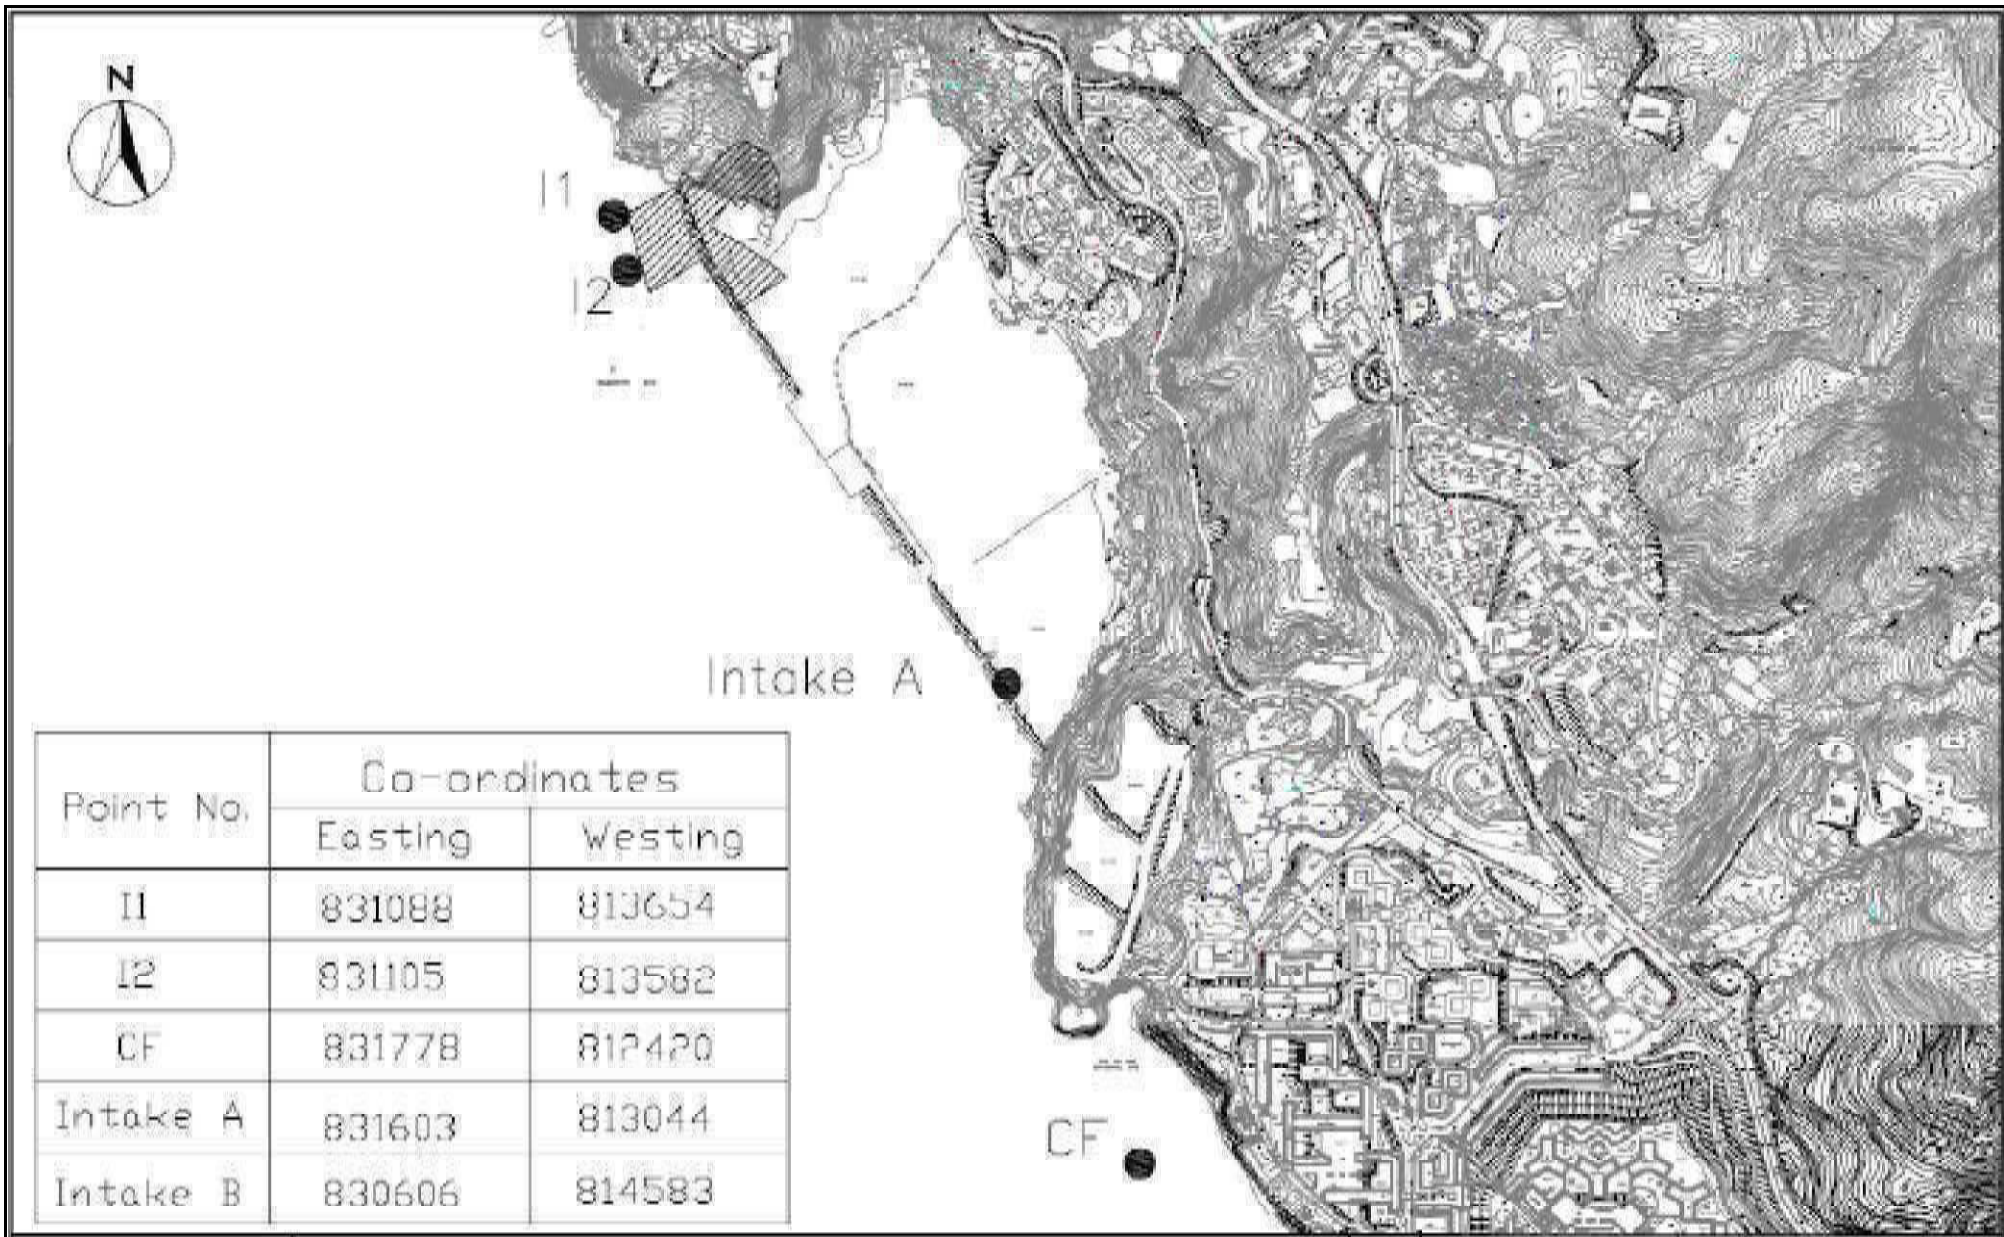 N
I1
I2
Intake A
Point No.
Co-ordinates
Easting Westing
I1 831088 813654
I2 831105 813582
CF 831778 812420
Intake A 831603 813044
Intake B 830606 814583
CF